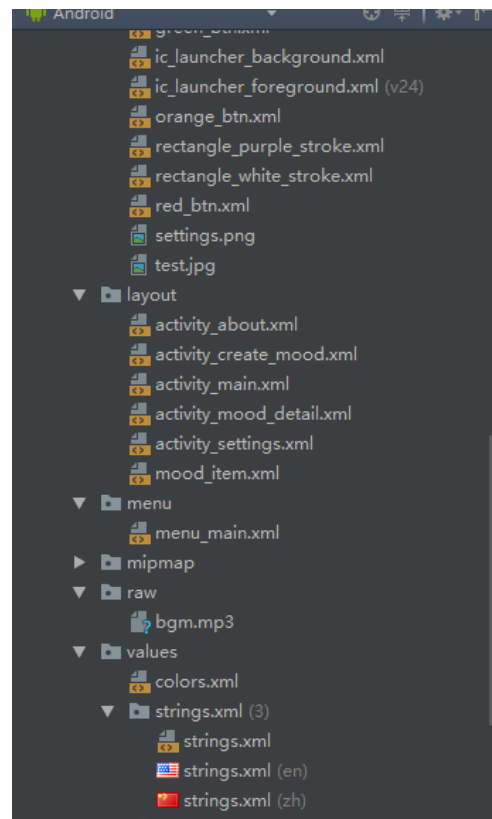 Android
green_btn.xml
ic_launcher_background.xml
ic_launcher_foreground.xml (v24)
orange_btn.xml
rectangle_purple_stroke.xml
rectangle_white_stroke.xml
red_btn.xml
settings.png
test.jpg
layout
activity_about.xml
activity_create_mood.xml
activity_main.xml
activity_mood_detail.xml
activity_settings.xml
mood_item.xml
menu
menu_main.xml
mipmap
raw
bgm.mp3
values
colors.xml
strings.xml (3)
strings.xml
strings.xml (en)
strings.xml (zh)